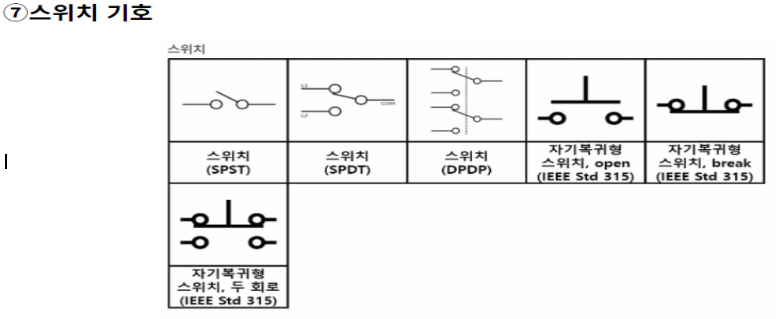 ⑦스위치 기호
스위치
L1
L2
COM
스위치
(SPST)
스위치
(SPDT)
스위치
(DPDP)
자기복귀형
스위치, open
(IEEE Std 315)
자기복귀형
스위치, break
(IEEE Std 315)
자기복귀형
스위치, 두 회로
(IEEE Std 315)